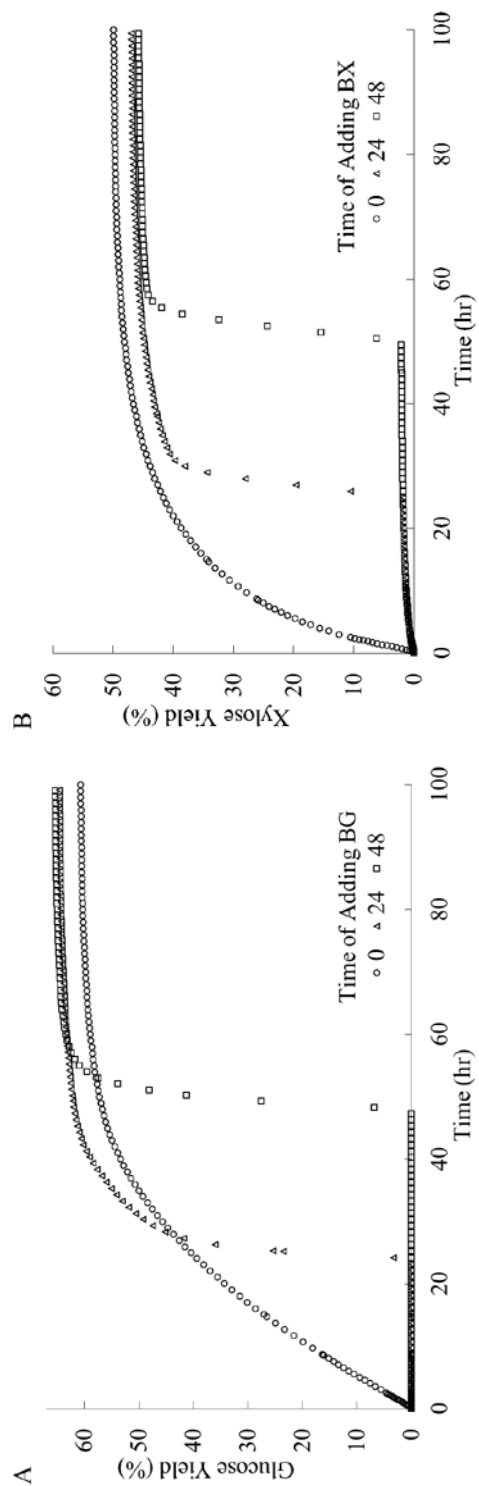 A
Glucose Yield (%)
60
50
40
30
20
10
0
Time of Adding BG
0 24 48
0 20 40 60 80 100
Time (hr)
B
Xylose Yield (%)
60
50
40
30
20
10
0
Time of Adding BX
0 24 48
0 20 40 60 80 100
Time (hr)